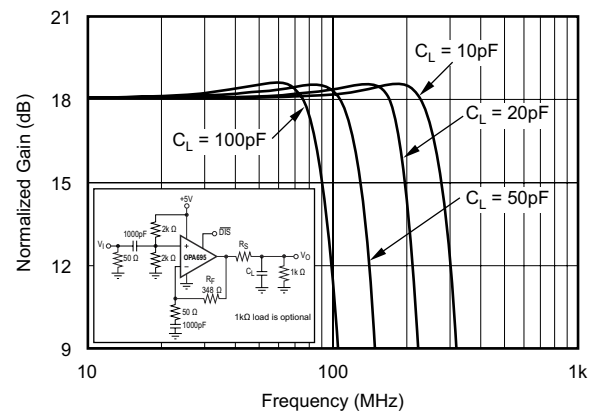 21
18
15
12
9
Normalized Gain (dB)
C_L = 10pF
C_L = 20pF
C_L = 100pF
C_L = 50pF
+5V
1000pF
2k Ω
DIS
V_I
50 Ω
2k Ω
+
−
OPA695
R_S
V_O
C_L
1k Ω
R_F
348 Ω
50 Ω
1000pF
1kΩ load is optional
10
100
1k
Frequency (MHz)